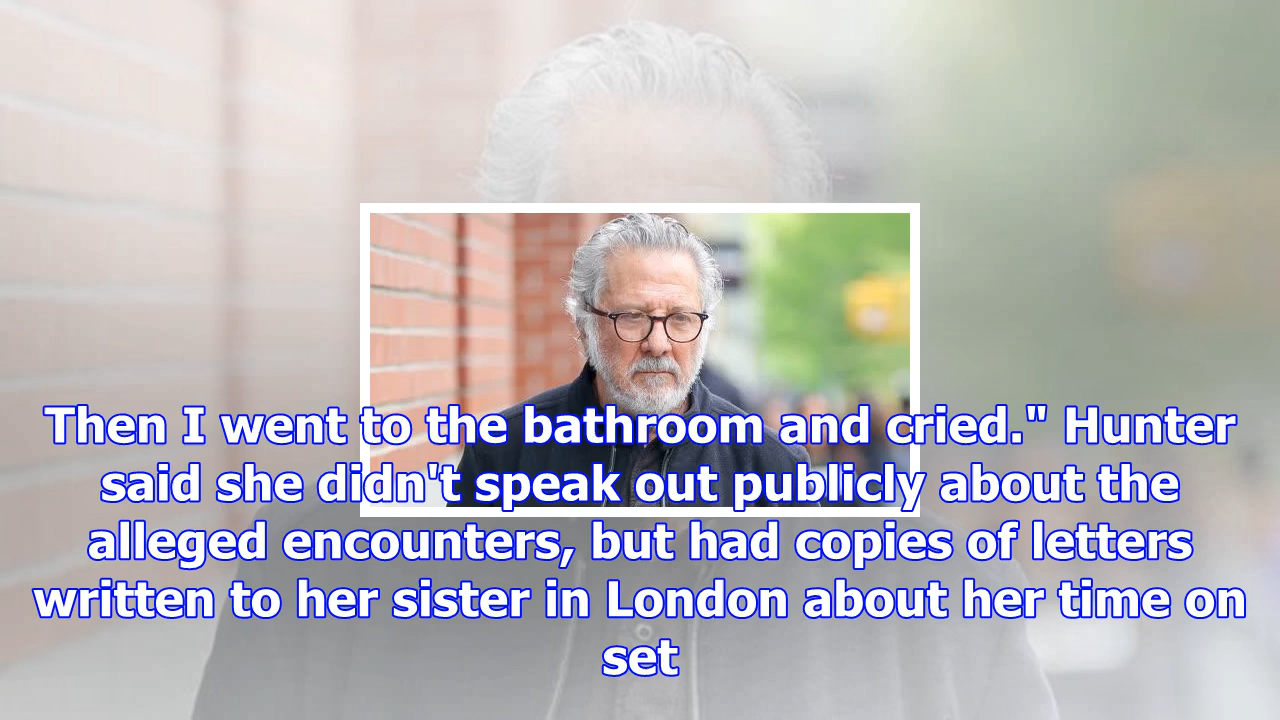 Then I went to the bathroom and cried." Hunter
said she didn't speak out publicly about the
alleged encounters, but had copies of letters
written to her sister in London about her time on
set